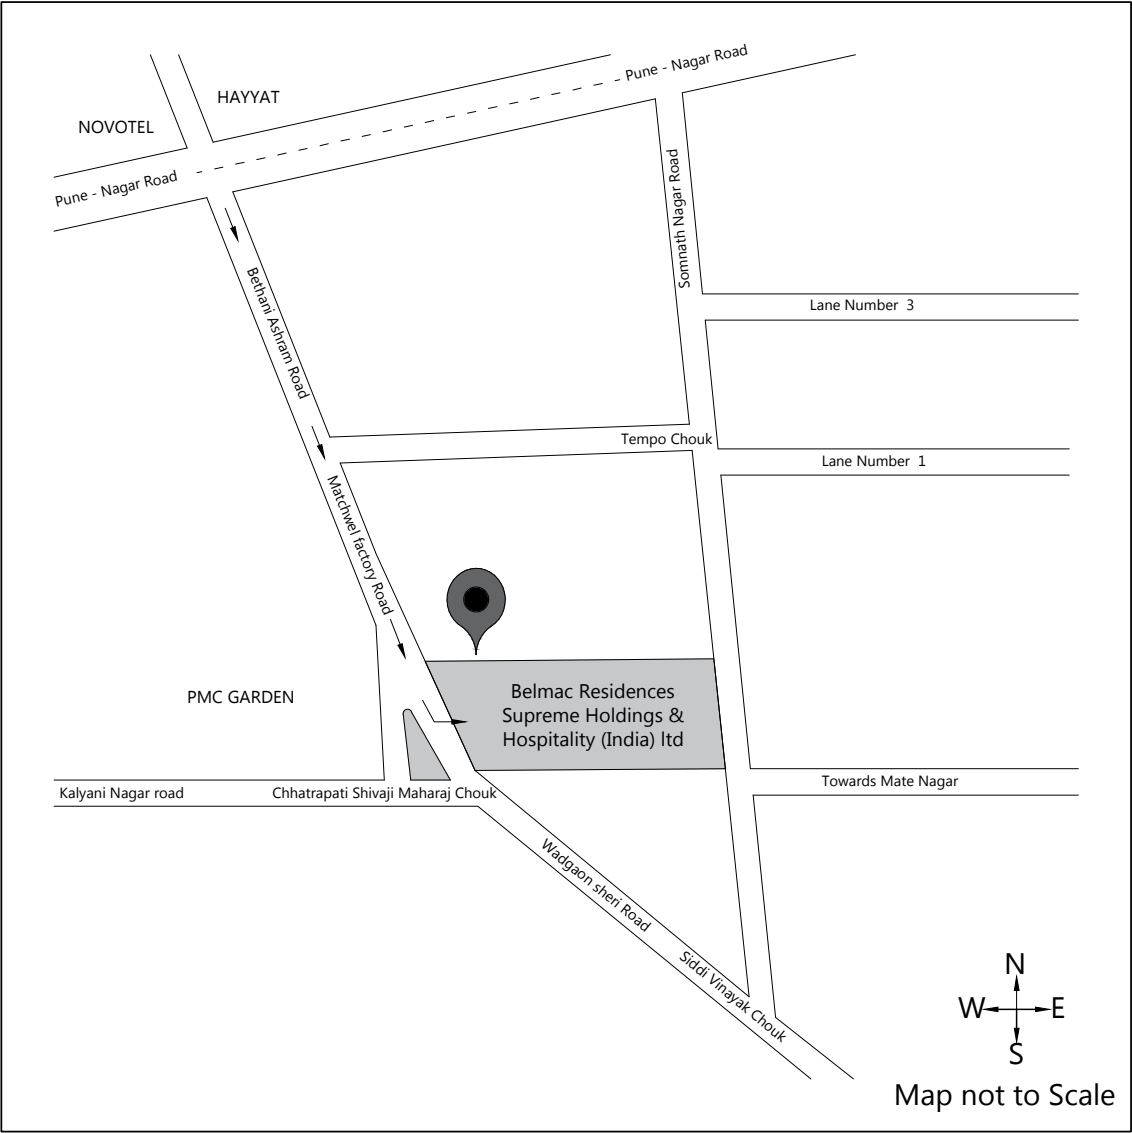 Pune - Nagar Road
HAYYAT
NOVOTEL
Pune - Nagar Road
Somnath Nagar Road
Bethani Ashram Road
Lane Number 3
Tempo Chouk
Lane Number 1
Matchwel factory Road
PMC GARDEN
Belmac Residences
Supreme Holdings &
Hospitality (India) ltd
Towards Mate Nagar
Kalyani Nagar road
Chhatrapati Shivaji Maharaj Chouk
Wadgaon sheri Road
Siddi Vinayak Chouk
N
W E
S
Map not to Scale